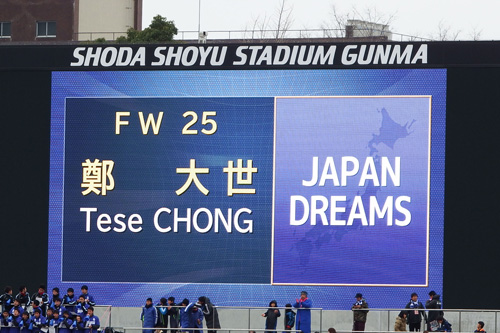 SHODA SHOYU STADIUM GUNMA
FW 25
鄭 大世
Tese CHONG
JAPAN
DREAMS